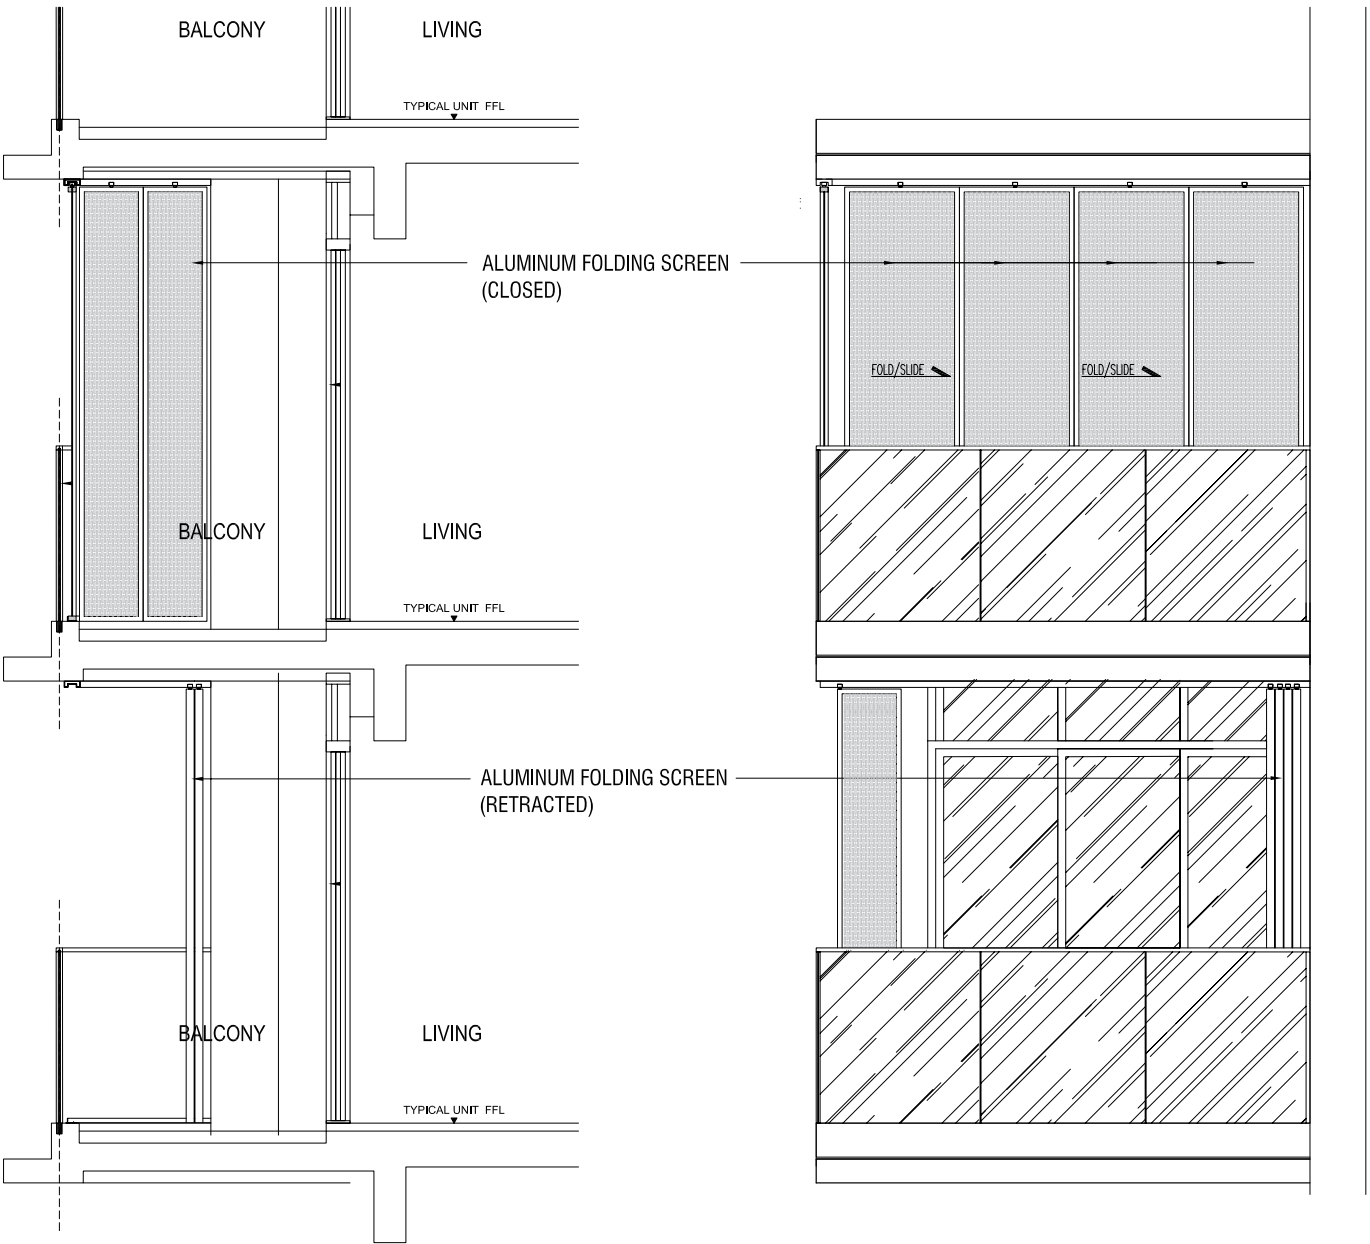 BALCONY
LIVING
TYPICAL UNIT FFL
ALUMINUM FOLDING SCREEN
(CLOSED)
FOLD/SLIDE
FOLD/SLIDE
BALCONY
LIVING
TYPICAL UNIT FFL
ALUMINUM FOLDING SCREEN
(RETRACTED)
BALCONY
LIVING
TYPICAL UNIT FFL